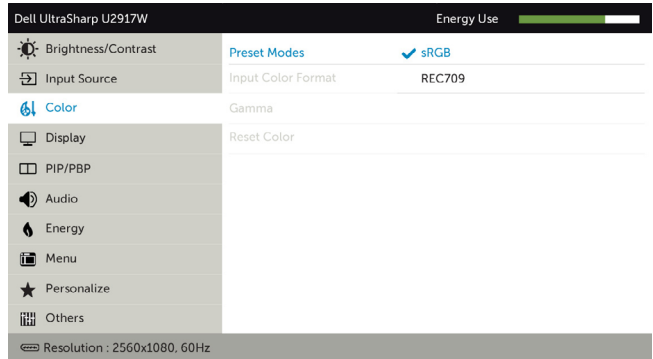 Dell UltraSharp U2917W
Energy Use
Brightness/Contrast
Input Source
Color
Display
PIP/PBP
Audio
Energy
Menu
Personalize
Others
Preset Modes
sRGB
Input Color Format
REC709
Gamma
Reset Color
Resolution : 2560x1080, 60Hz